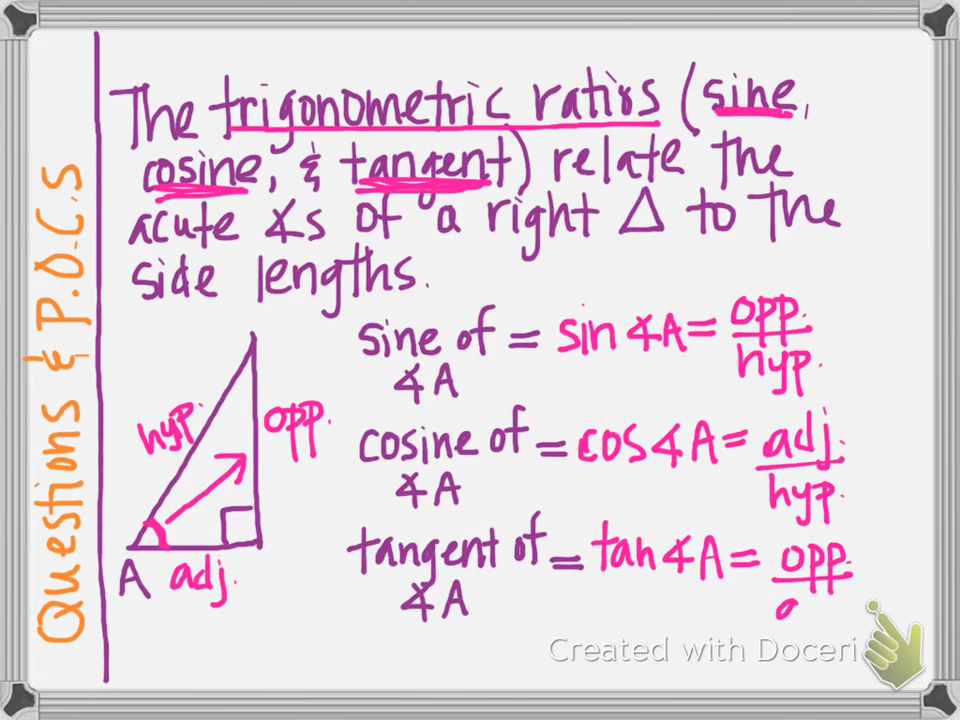 Questions & P.O.C.s
The trigonometric ratios (sine,
cosine, & tangent) relate the
acute ∡s of a right △ to the
side lengths.
sine of ∡A = sin ∡A = opp./hyp.
cosine of ∡A = cos ∡A = adj./hyp.
tangent of ∡A = tan ∡A = opp./a
hyp.
opp.
A adj.
Created with Doceri